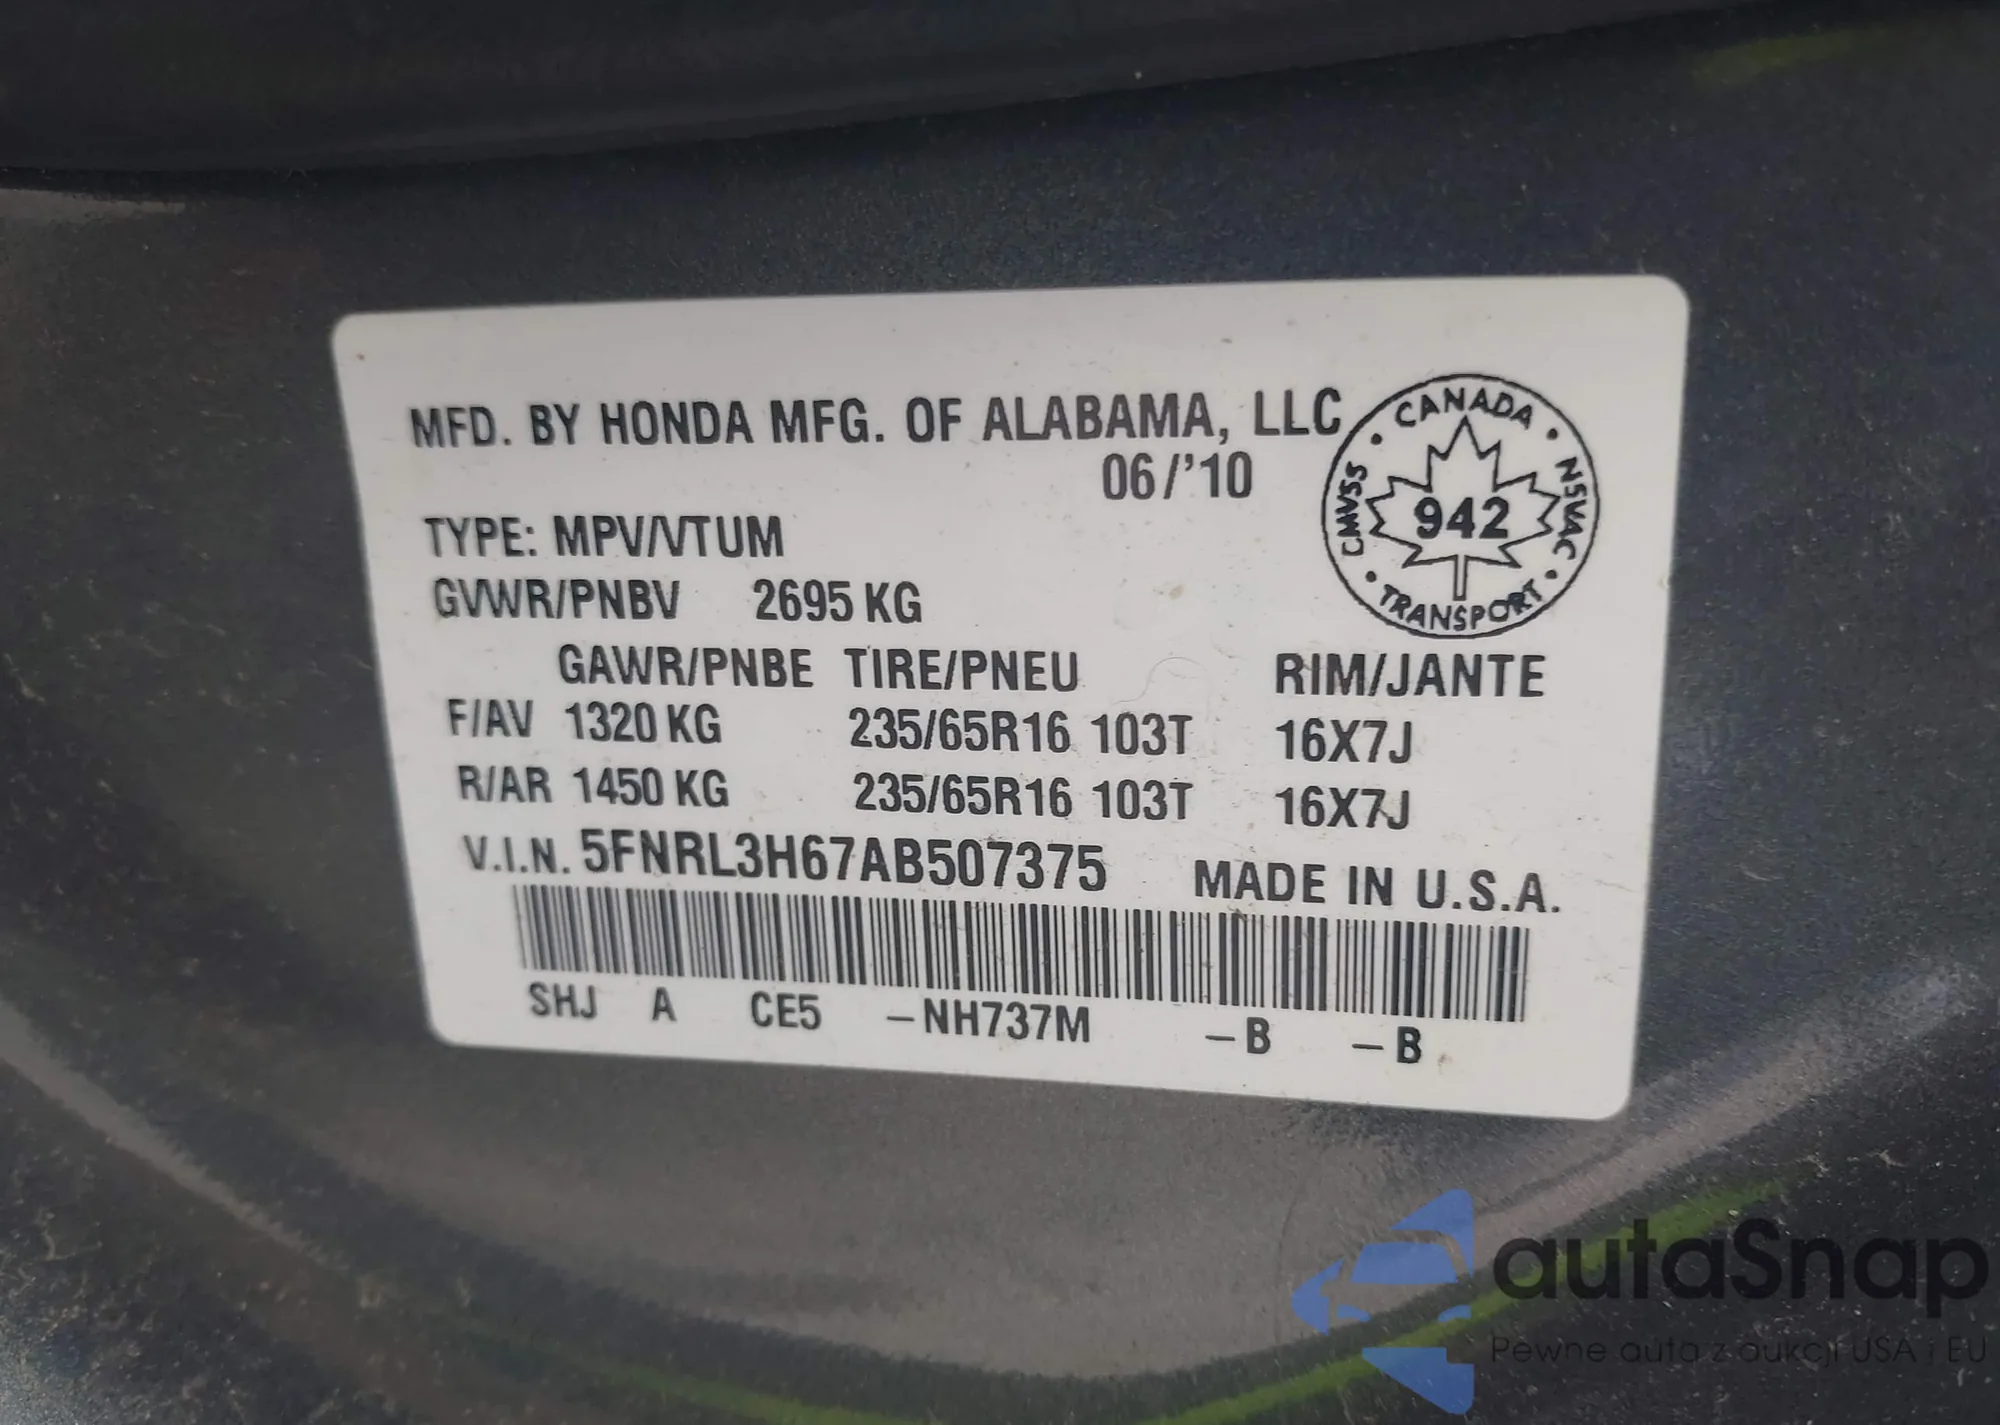 MFD. BY HONDA MFG. OF ALABAMA, LLC
06/'10
CANADA
NSVAC
TRANSPORT
CMVSS
942
TYPE: MPV/VTUM
GVWR/PNBV 2695 KG
GAWR/PNBE TIRE/PNEU RIM/JANTE
F/AV 1320 KG 235/65R16 103T 16X7J
R/AR 1450 KG 235/65R16 103T 16X7J
V.I.N. 5FNRL3H67AB507375 MADE IN U.S.A.
SHJ A CE5 –NH737M –B –B
autaSnap
Pewne auta z aukcji USA i EU